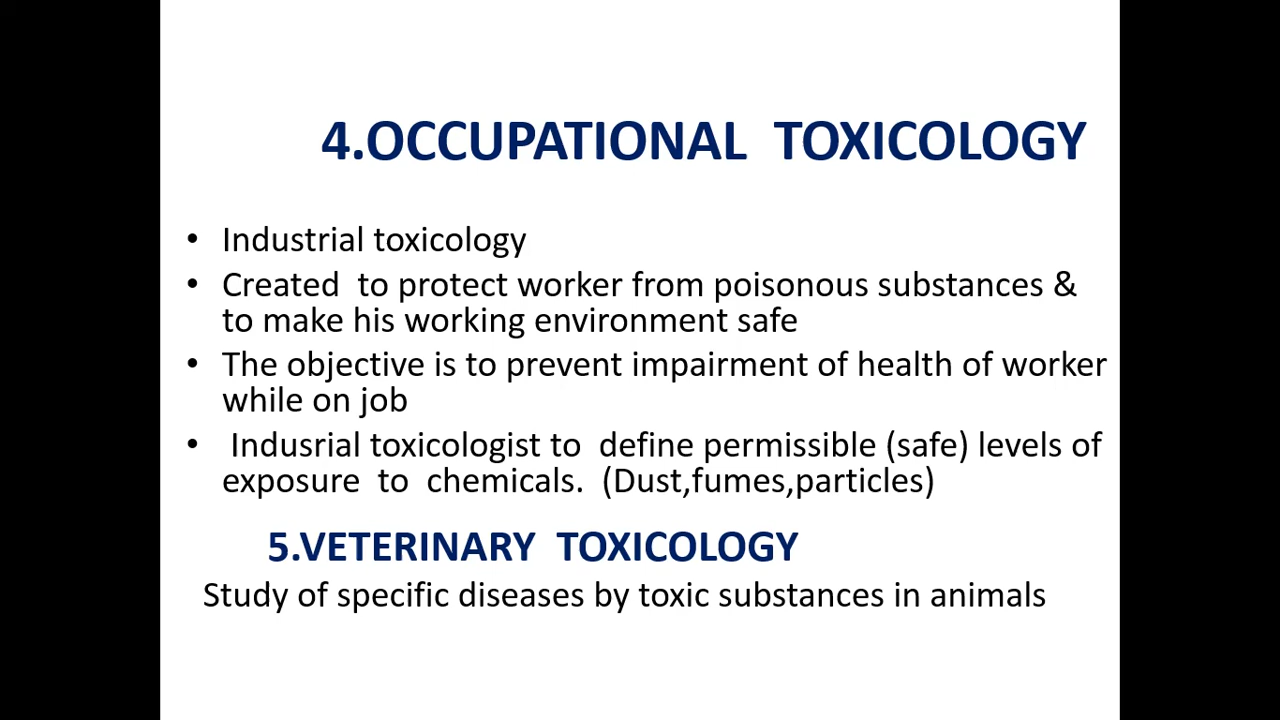 4.OCCUPATIONAL  TOXICOLOGY
• Industrial toxicology
• Created  to protect worker from poisonous substances &
to make his working environment safe
• The objective is to prevent impairment of health of worker
while on job
•  Indusrial toxicologist to  define permissible (safe) levels of
exposure  to  chemicals.  (Dust,fumes,particles)
5.VETERINARY  TOXICOLOGY
Study of specific diseases by toxic substances in animals